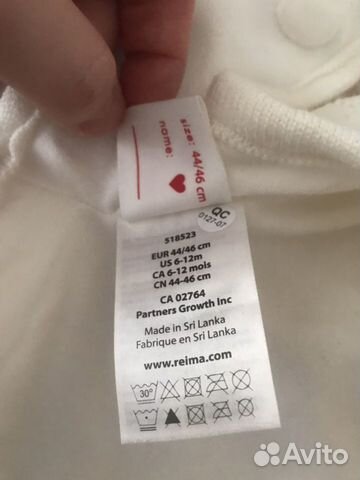 size: 44/46 cm
name:
QC
0127-07
518523
EUR 44/46 cm
US 6-12m
CA 6-12 mois
CN 44-46 cm
CA 02764
Partners Growth Inc
Made in Sri Lanka
Fabrique en Sri Lanka
www.reima.com
30°
Avito